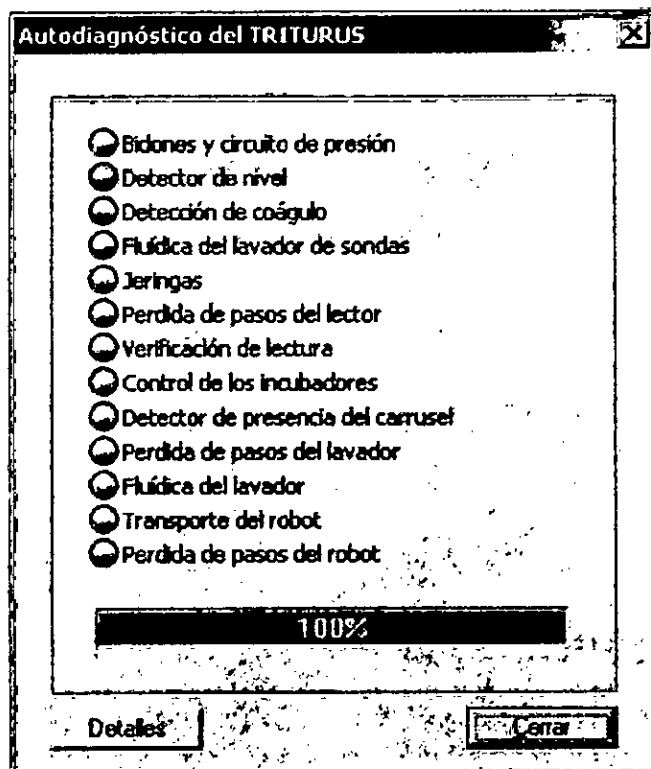 Autodiagnóstico del TRITURUS
Bidones y circuito de presión
Detector de nivel
Detección de coágulo
Fluídica del lavador de sondas
Jeringas
Perdida de pasos del lector
Verificación de lectura
Control de los incubadores
Detector de presencia del carrusel
Perdida de pasos del lavador
Fluídica del lavador
Transporte del robot
Perdida de pasos del robot
100%
Detalles
Cerrar